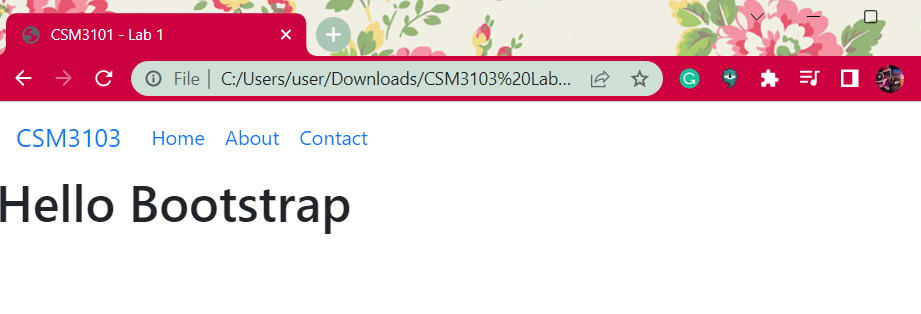 CSM3101 - Lab 1
File | C:/Users/user/Downloads/CSM3103%20Lab...
CSM3103 Home About Contact
Hello Bootstrap